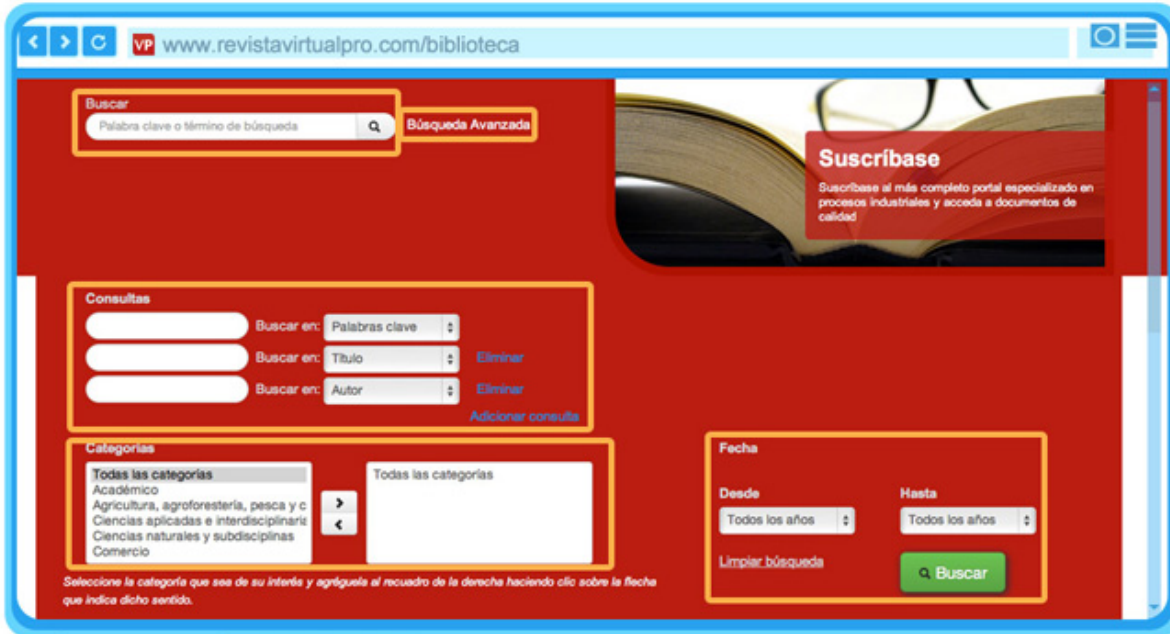 VP www.revistavirtualpro.com/biblioteca
Buscar
Palabra clave o término de búsqueda
Búsqueda Avanzada
Suscríbase
Suscríbase al más completo portal especializado en
procesos industriales y acceda a documentos de
calidad
Consultas
Buscar en: Palabras clave
Buscar en: Título Eliminar
Buscar en: Autor Eliminar
Adicionar consulta
Categorías
Todas las categorías
Académico
Agricultura, agroforestería, pesca y c
Ciencias aplicadas e interdisciplinaria
Ciencias naturales y subdisciplinas
Comercio
Todas las categorías
Seleccione la categoría que sea de su interés y agréguela al recuadro de la derecha haciendo clic sobre la flecha
que indica dicho sentido.
Fecha
Desde Hasta
Todos los años Todos los años
Limpiar búsqueda Buscar